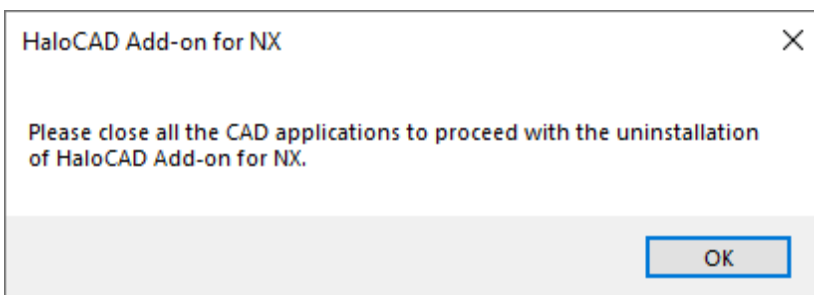 HaloCAD Add-on for NX
Please close all the CAD applications to proceed with the uninstallation
of HaloCAD Add-on for NX.
OK